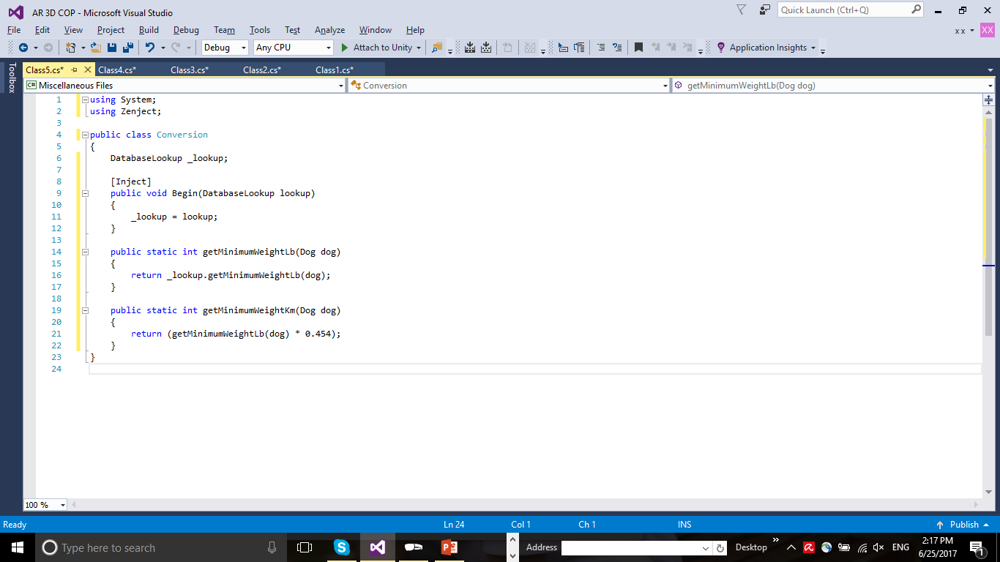 AR 3D COP - Microsoft Visual Studio
Quick Launch (Ctrl+Q)
File Edit View Project Build Debug Team Tools Test Analyze Window Help
x x XX
Debug Any CPU Attach to Unity Application Insights
Toolbox
Class5.cs* Class4.cs* Class3.cs* Class2.cs* Class1.cs*
C# Miscellaneous Files Conversion getMinimumWeightLb(Dog dog)
1 using System;
2 using Zenject;
3
4 public class Conversion
5 {
6 DatabaseLookup _lookup;
7
8 [Inject]
9 public void Begin(DatabaseLookup lookup)
10 {
11 _lookup = lookup;
12 }
13
14 public static int getMinimumWeightLb(Dog dog)
15 {
16 return _lookup.getMinimumWeightLb(dog);
17 }
18
19 public static int getMinimumWeightKm(Dog dog)
20 {
21 return (getMinimumWeightLb(dog) * 0.454);
22 }
23 }
24
100 %
Ready Ln 24 Col 1 Ch 1 INS Publish
Type here to search Address Desktop ENG 2:17 PM
6/25/2017 1